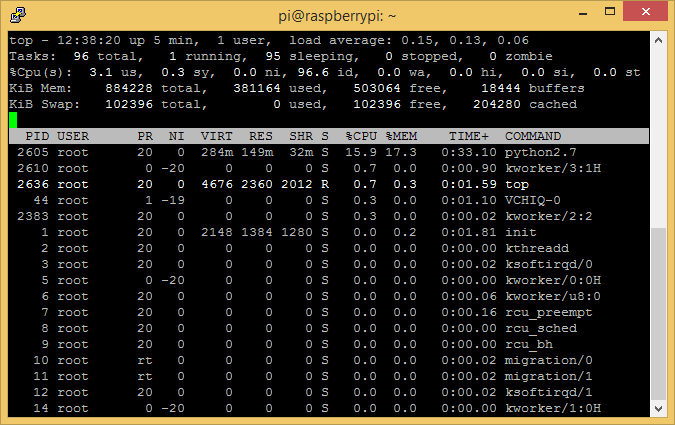 pi@raspberrypi: ~
top - 12:38:20 up 5 min,  1 user,  load average: 0.15, 0.13, 0.06
Tasks:  96 total,   1 running,  95 sleeping,   0 stopped,   0 zombie
%Cpu(s):  3.1 us,  0.3 sy,  0.0 ni, 96.6 id,  0.0 wa,  0.0 hi,  0.0 si,  0.0 st
KiB Mem:    884228 total,   381164 used,   503064 free,    18444 buffers
KiB Swap:   102396 total,        0 used,   102396 free,   204280 cached
PID USER      PR  NI  VIRT  RES  SHR S  %CPU %MEM    TIME+  COMMAND
2605 root      20   0  284m 149m  32m S  15.9 17.3   0:33.10 python2.7
2610 root       0 -20     0    0    0 S   0.7  0.0   0:00.90 kworker/3:1H
2636 root      20   0  4676 2360 2012 R   0.7  0.3   0:01.59 top
44 root       1 -19     0    0    0 S   0.3  0.0   0:01.10 VCHIQ-0
2383 root      20   0     0    0    0 S   0.3  0.0   0:00.02 kworker/2:2
1 root      20   0  2148 1384 1280 S   0.0  0.2   0:01.81 init
2 root      20   0     0    0    0 S   0.0  0.0   0:00.00 kthreadd
3 root      20   0     0    0    0 S   0.0  0.0   0:00.02 ksoftirqd/0
5 root       0 -20     0    0    0 S   0.0  0.0   0:00.00 kworker/0:0H
6 root      20   0     0    0    0 S   0.0  0.0   0:00.06 kworker/u8:0
7 root      20   0     0    0    0 S   0.0  0.0   0:00.16 rcu_preempt
8 root      20   0     0    0    0 S   0.0  0.0   0:00.00 rcu_sched
9 root      20   0     0    0    0 S   0.0  0.0   0:00.00 rcu_bh
10 root      rt   0     0    0    0 S   0.0  0.0   0:00.02 migration/0
11 root      rt   0     0    0    0 S   0.0  0.0   0:00.02 migration/1
12 root      20   0     0    0    0 S   0.0  0.0   0:00.02 ksoftirqd/1
14 root       0 -20     0    0    0 S   0.0  0.0   0:00.00 kworker/1:0H